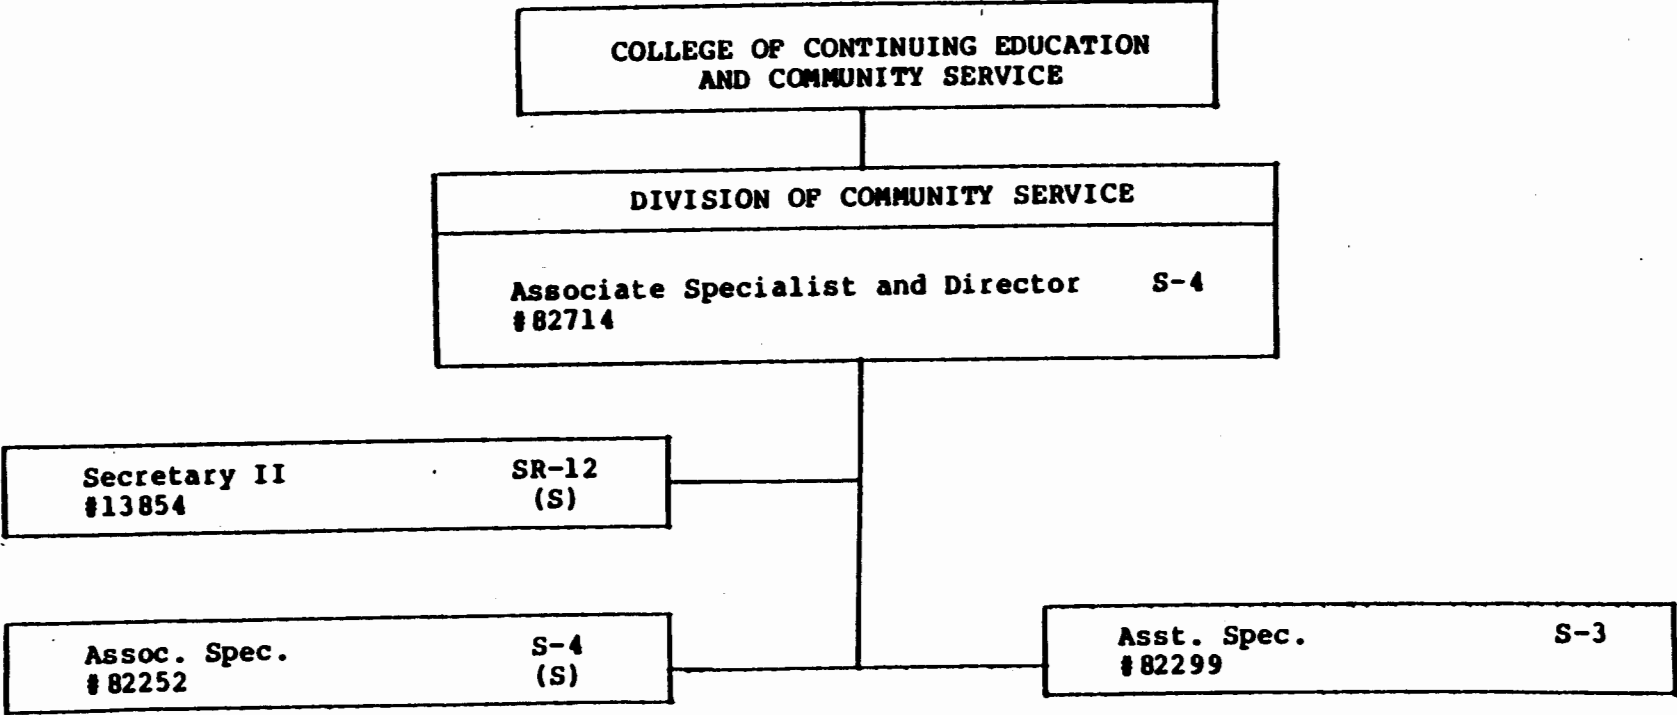 COLLEGE OF CONTINUING EDUCATION
AND COMMUNITY SERVICE
DIVISION OF COMMUNITY SERVICE
Associate Specialist and Director S-4
#82714
Secretary II SR-12
#13854 (S)
Assoc. Spec. S-4
#82252 (S)
Asst. Spec. S-3
#82299